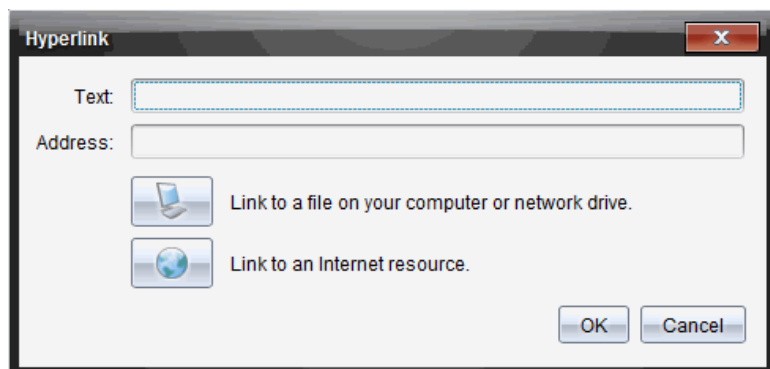 Hyperlink
Text:
Address:
Link to a file on your computer or network drive.
Link to an Internet resource.
OK Cancel